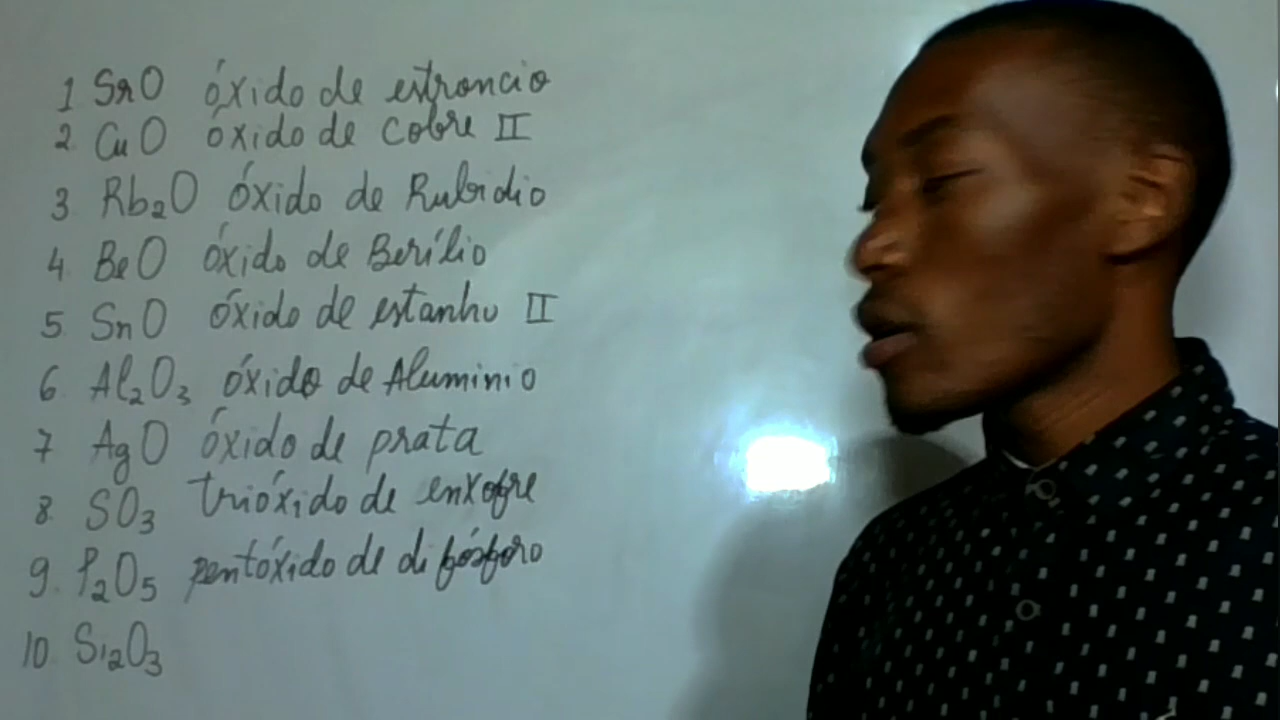 1 SrO óxido de estroncio
2. CuO óxido de Cobre II
3. Rb₂O óxido de Rubidio
4. BeO óxido de Berílio
5. SnO óxido de estanho II
6. Al₂O₃ óxido de Aluminio
7 AgO óxido de prata
8. SO₃ trióxido de enxofre
9. P₂O₅ pentóxido de difósforo
10. Si₂O₃